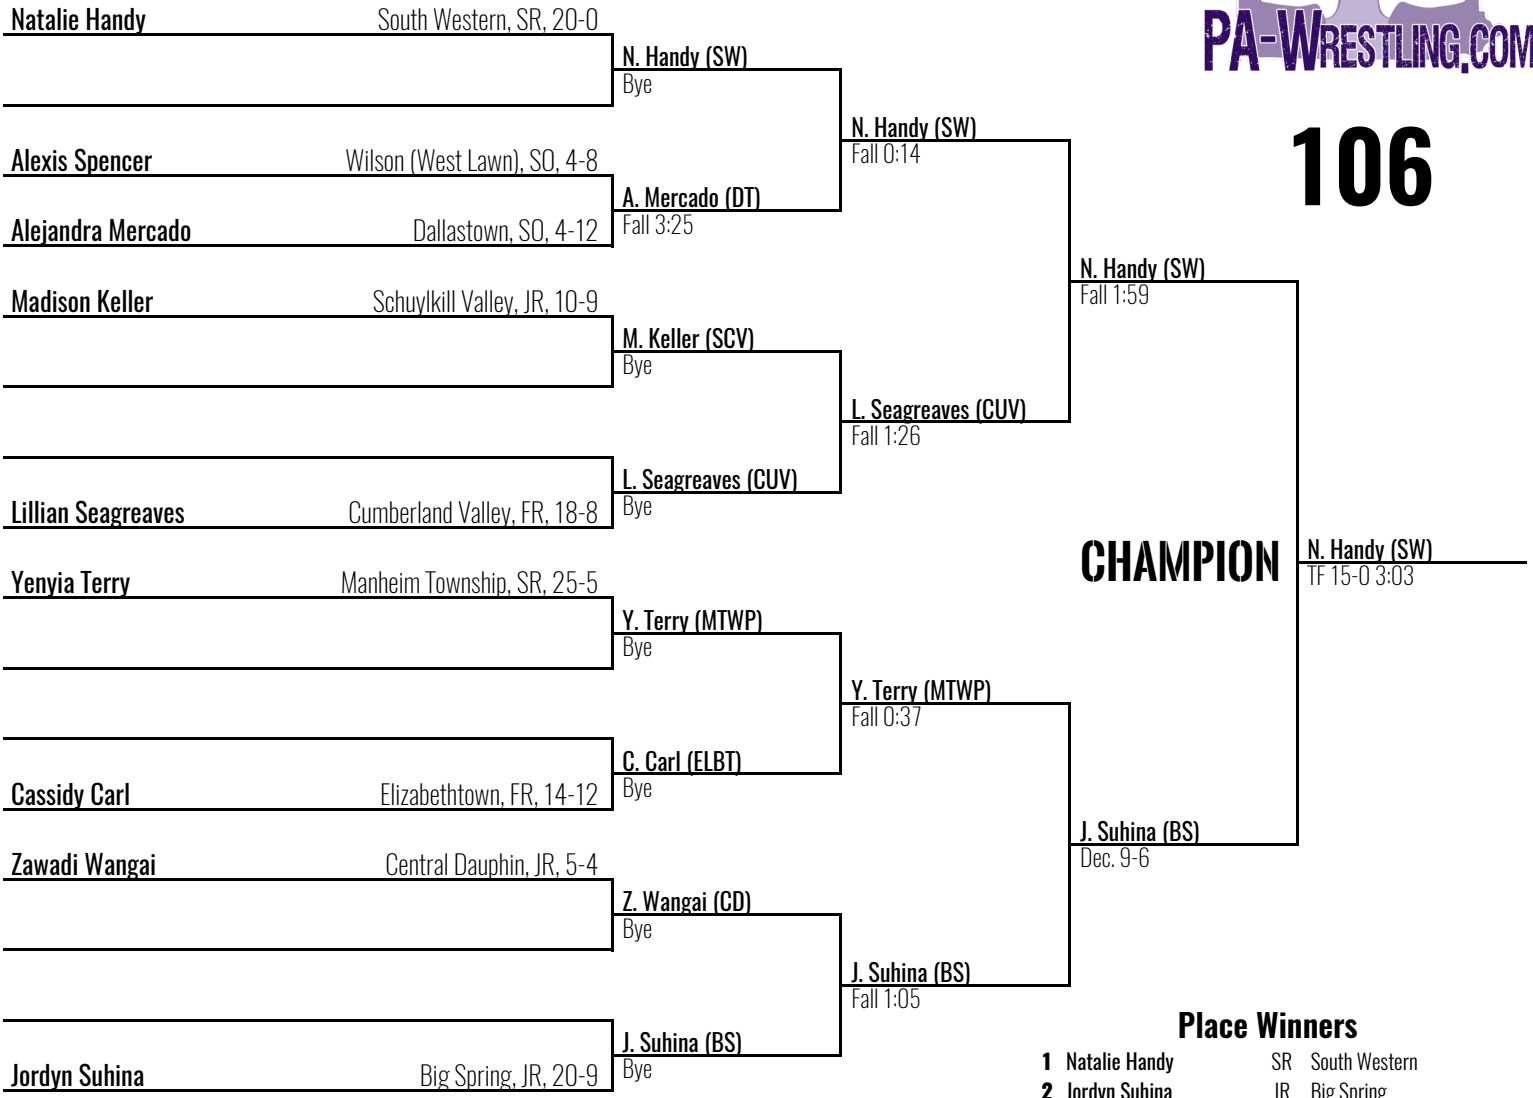 Natalie Handy South Western, SR, 20-0
N. Handy (SW)
Bye
PA-WRESTLING.COM
106
N. Handy (SW)
Fall 0:14
Alexis Spencer Wilson (West Lawn), SO, 4-8
A. Mercado (DT)
Fall 3:25
Alejandra Mercado Dallastown, SO, 4-12
N. Handy (SW)
Fall 1:59
Madison Keller Schuylkill Valley, JR, 10-9
M. Keller (SCV)
Bye
L. Seagreaves (CUV)
Fall 1:26
L. Seagreaves (CUV)
Bye
Lillian Seagreaves Cumberland Valley, FR, 18-8
CHAMPION
N. Handy (SW)
TF 15-0 3:03
Yenyia Terry Manheim Township, SR, 25-5
Y. Terry (MTWP)
Bye
Y. Terry (MTWP)
Fall 0:37
C. Carl (ELBT)
Bye
Cassidy Carl Elizabethtown, FR, 14-12
J. Suhina (BS)
Dec. 9-6
Zawadi Wangai Central Dauphin, JR, 5-4
Z. Wangai (CD)
Bye
J. Suhina (BS)
Fall 1:05
J. Suhina (BS)
Bye
Jordyn Suhina Big Spring, JR, 20-9
Place Winners
1 Natalie Handy SR South Western
2 Jordyn Suhina JR Big Spring